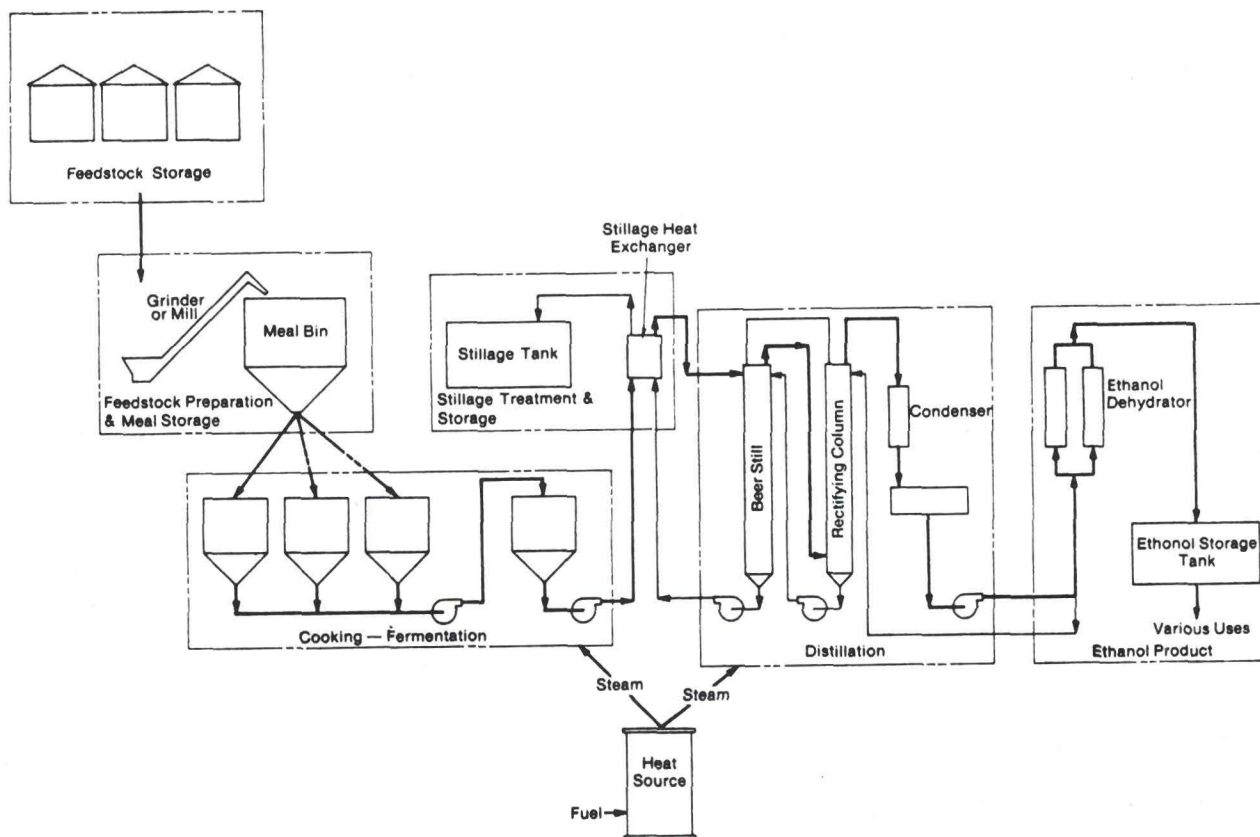 Feedstock Storage
Stillage Heat
Exchanger
Grinder
or Mill
Meal Bin
Feedstock Preparation
& Meal Storage
Stillage Tank
Stillage Treatment &
Storage
Beer Still
Rectifying Column
Condenser
Ethanol
Dehydrator
Ethonol Storage
Tank
Various Uses
Ethanol Product
Cooking — Fermentation
Distillation
Steam
Steam
Heat
Source
Fuel